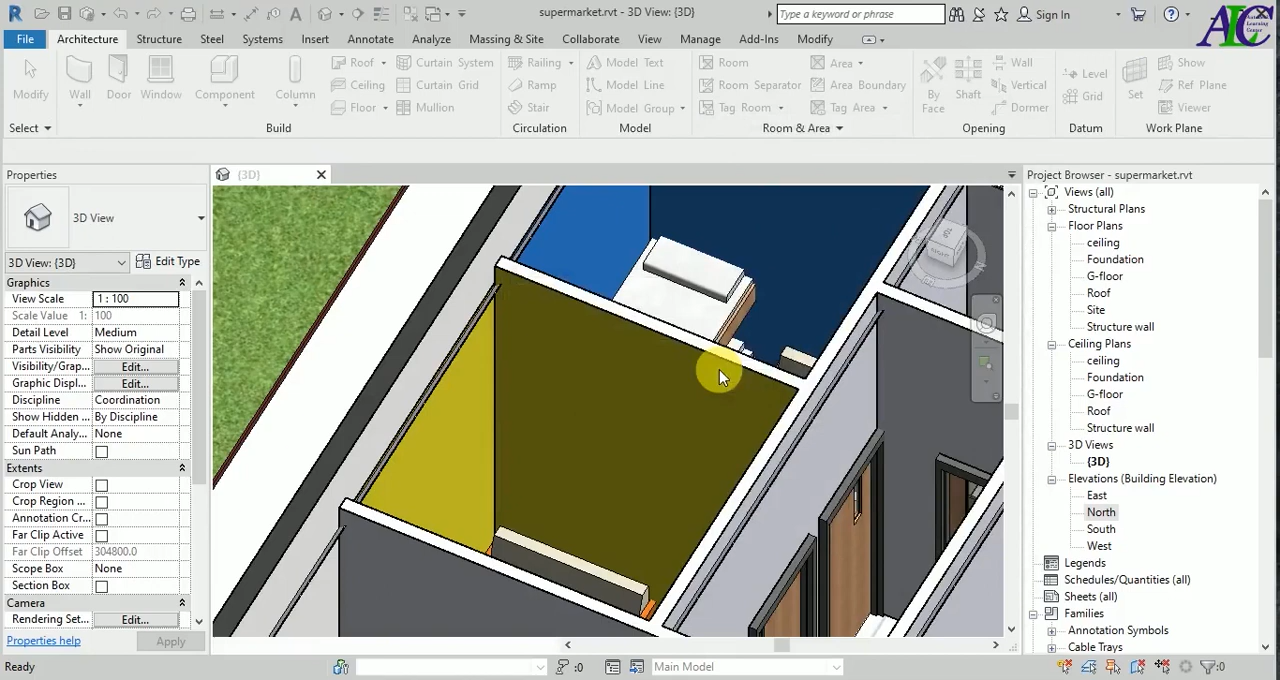 supermarket.rvt - 3D View: {3D}
Type a keyword or phrase
Sign In
ALC
File Architecture Structure Steel Systems Insert Annotate Analyze Massing & Site Collaborate View Manage Add-Ins Modify
Modify
Select
Wall
Door
Window
Component
Column
Roof
Ceiling
Floor
Curtain System
Curtain Grid
Mullion
Build
Railing
Ramp
Stair
Circulation
Model Text
Model Line
Model Group
Model
Room
Room Separator
Tag Room
Area
Area Boundary
Tag Area
Room & Area
By Face
Shaft
Wall
Vertical
Dormer
Opening
Level
Grid
Datum
Set
Show
Ref Plane
Viewer
Work Plane
Properties
3D View
3D View: {3D} Edit Type
Graphics
View Scale 1 : 100
Scale Value 1: 100
Detail Level Medium
Parts Visibility Show Original
Visibility/Grap... Edit...
Graphic Displ... Edit...
Discipline Coordination
Show Hidden ... By Discipline
Default Analy... None
Sun Path
Extents
Crop View
Crop Region ...
Annotation Cr...
Far Clip Active
Far Clip Offset 304800.0
Scope Box None
Section Box
Camera
Rendering Set... Edit...
Properties help Apply
{3D}
RIGHT
Project Browser - supermarket.rvt
Views (all)
Structural Plans
Floor Plans
ceiling
Foundation
G-floor
Roof
Site
Structure wall
Ceiling Plans
ceiling
Foundation
G-floor
Roof
Structure wall
3D Views
{3D}
Elevations (Building Elevation)
East
North
South
West
Legends
Schedules/Quantities (all)
Sheets (all)
Families
Annotation Symbols
Cable Trays
Ready
:0
Main Model
:0